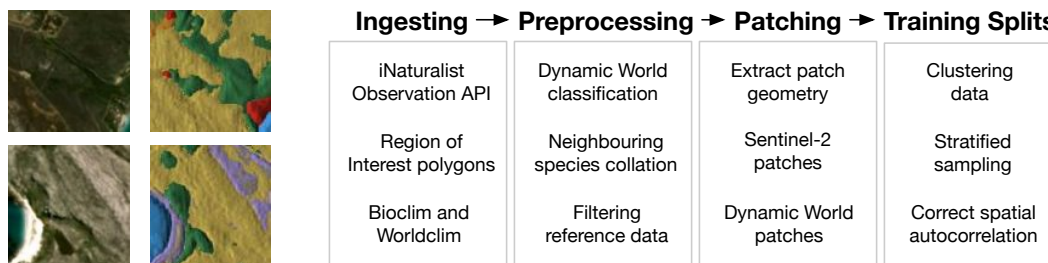 Ingesting → Preprocessing → Patching → Training Splits
iNaturalist
Observation API
Region of
Interest polygons
Bioclim and
Worldclim
Dynamic World
classification
Neighbouring
species collation
Filtering
reference data
Extract patch
geometry
Sentinel-2
patches
Dynamic World
patches
Clustering
data
Stratified
sampling
Correct spatial
autocorrelation